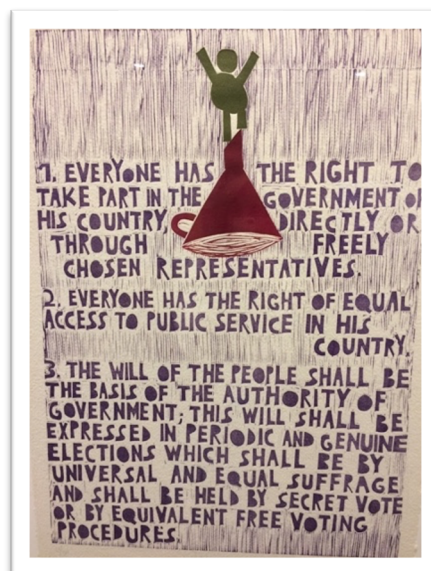 1. EVERYONE HAS THE RIGHT TO
TAKE PART IN THE GOVERNMENT OF
HIS COUNTRY, DIRECTLY OR
THROUGH FREELY
CHOSEN REPRESENTATIVES.
2. EVERYONE HAS THE RIGHT OF EQUAL
ACCESS TO PUBLIC SERVICE IN HIS
COUNTRY.
3. THE WILL OF THE PEOPLE SHALL BE
THE BASIS OF THE AUTHORITY OF
GOVERNMENT; THIS WILL SHALL BE
EXPRESSED IN PERIODIC AND GENUINE
ELECTIONS WHICH SHALL BE BY
UNIVERSAL AND EQUAL SUFFRAGE
AND SHALL BE HELD BY SECRET VOTE
OR BY EQUIVALENT FREE VOTING
PROCEDURES.